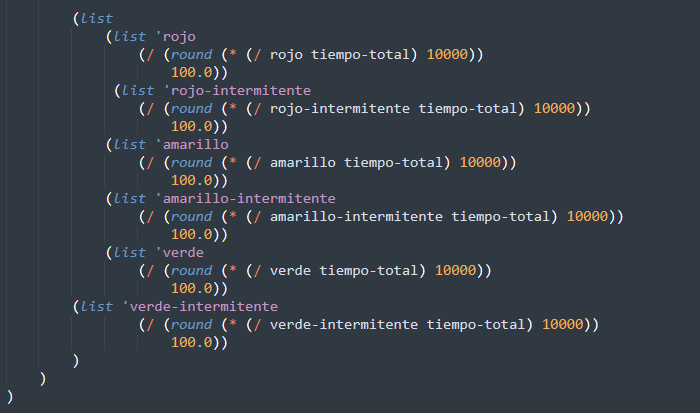 (list
(list 'rojo
(/ (round (* (/ rojo tiempo-total) 10000))
100.0))
(list 'rojo-intermitente
(/ (round (* (/ rojo-intermitente tiempo-total) 10000))
100.0))
(list 'amarillo
(/ (round (* (/ amarillo tiempo-total) 10000))
100.0))
(list 'amarillo-intermitente
(/ (round (* (/ amarillo-intermitente tiempo-total) 10000))
100.0))
(list 'verde
(/ (round (* (/ verde tiempo-total) 10000))
100.0))
(list 'verde-intermitente
(/ (round (* (/ verde-intermitente tiempo-total) 10000))
100.0))
)
)
)